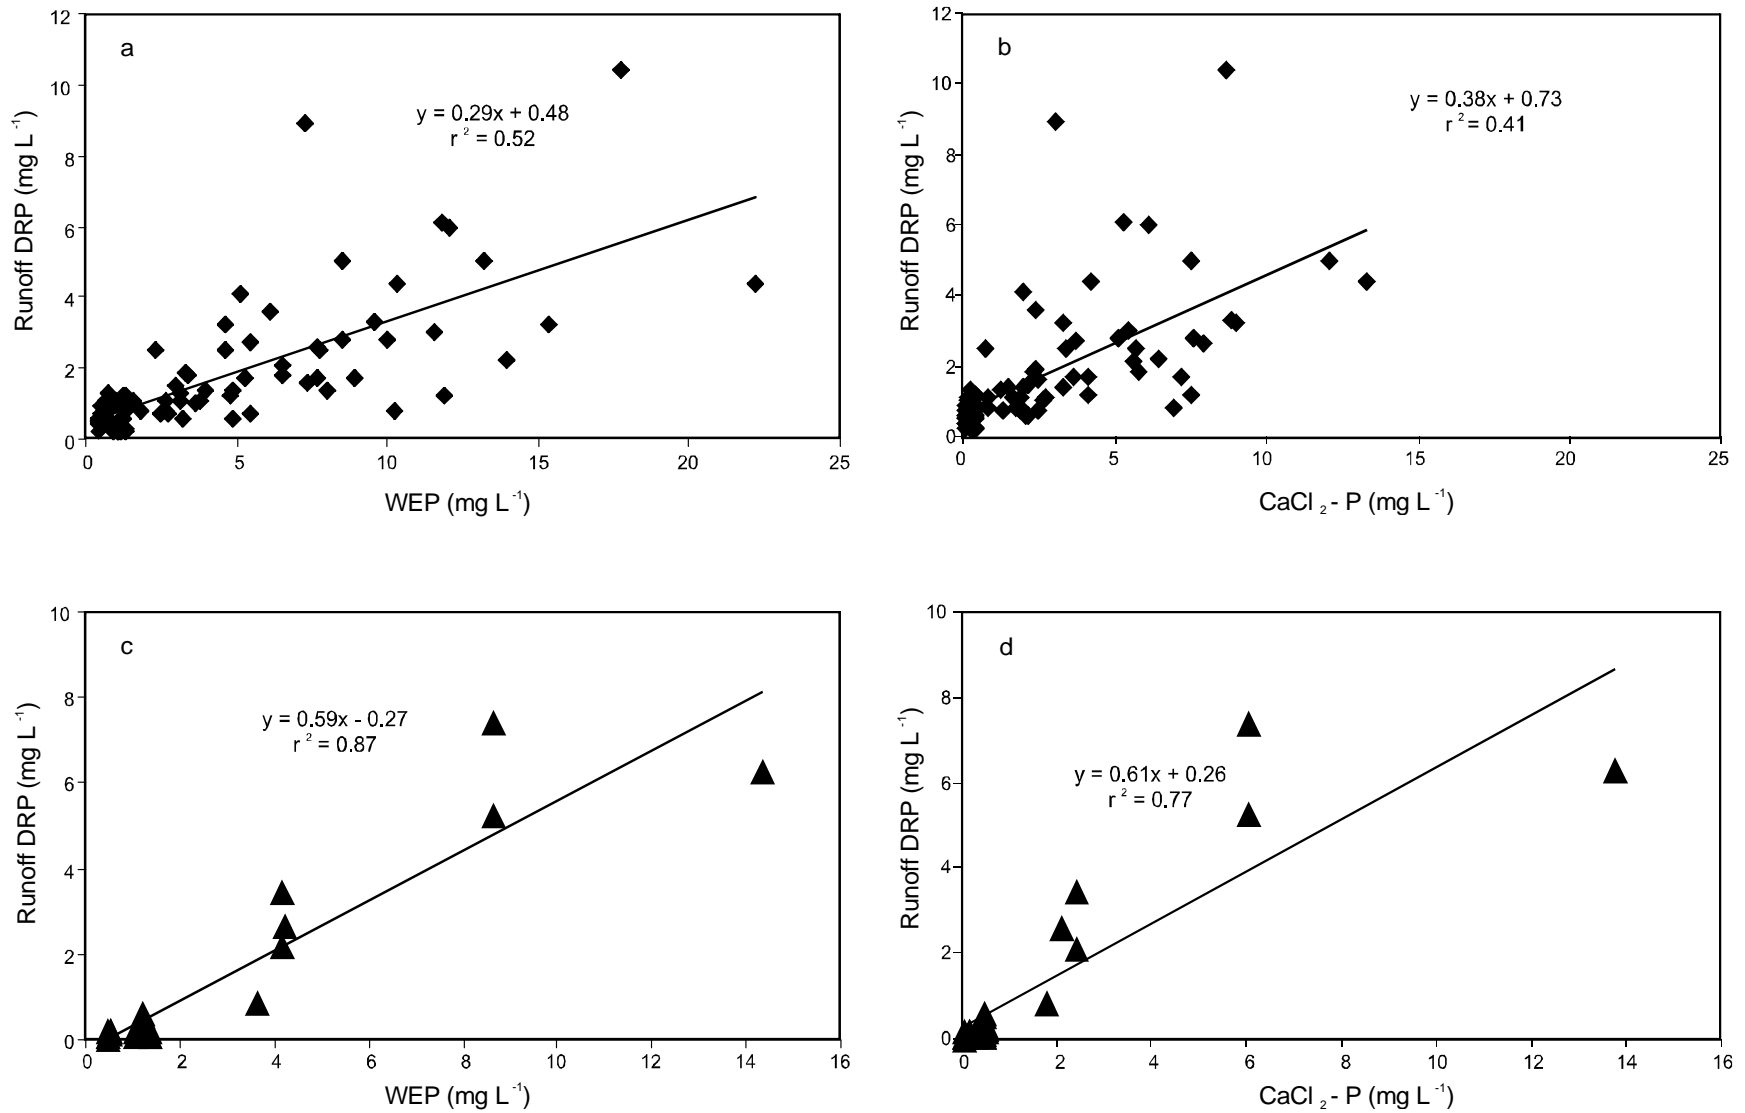 a
y = 0.29x + 0.48
r 2 = 0.52
Runoff DRP (mg L -1)
12
10
8
6
4
2
0
0 5 10 15 20 25
WEP (mg L -1)
b
y = 0.38x + 0.73
r 2 = 0.41
Runoff DRP (mg L -1)
12
10
8
6
4
2
0
0 5 10 15 20 25
CaCl 2 - P (mg L -1)
c
y = 0.59x - 0.27
r 2 = 0.87
Runoff DRP (mg L -1)
10
8
6
4
2
0
0 2 4 6 8 10 12 14 16
WEP (mg L -1)
d
y = 0.61x + 0.26
r 2 = 0.77
Runoff DRP (mg L -1)
10
8
6
4
2
0
0 2 4 6 8 10 12 14 16
CaCl 2 - P (mg L -1)